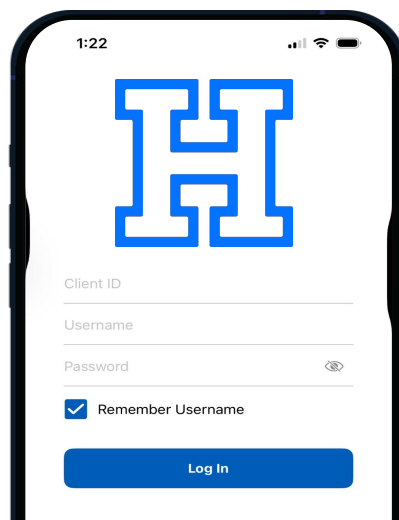 1:22
H
Client ID
Username
Password
Remember Username
Log In